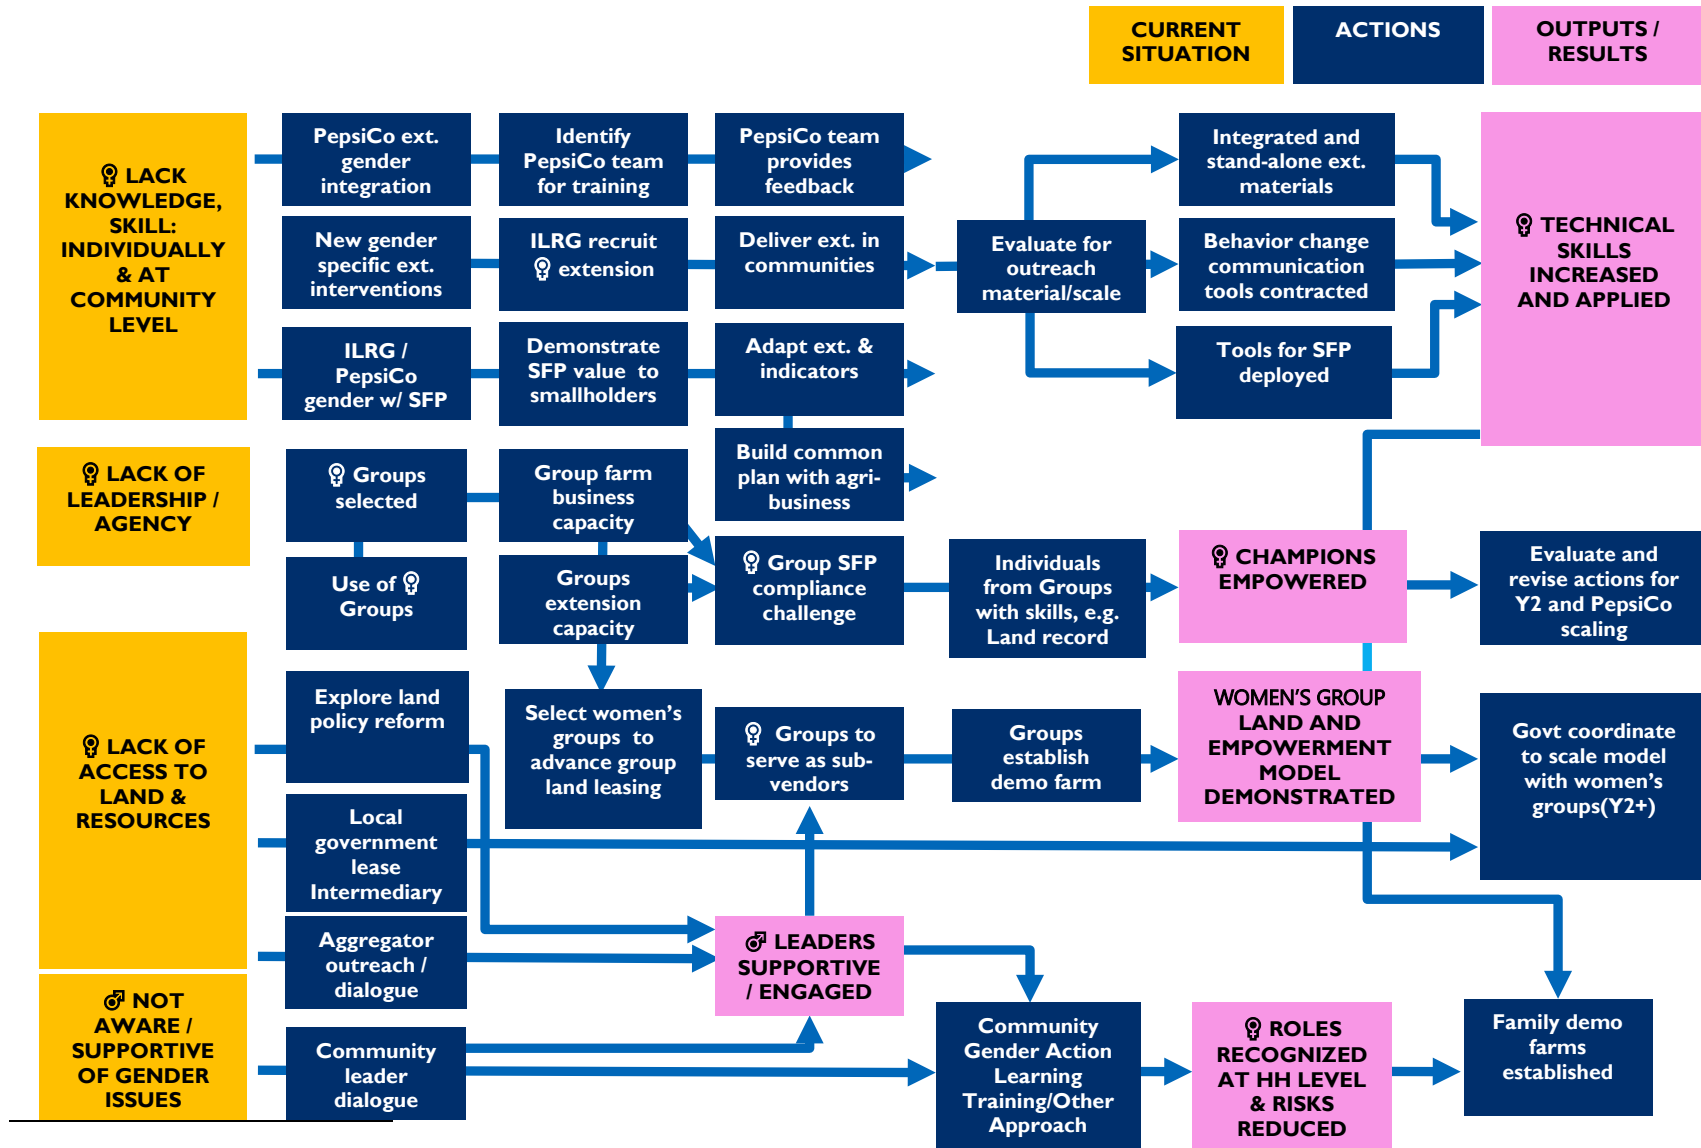 CURRENT
SITUATION
ACTIONS
OUTPUTS /
RESULTS
LACK
KNOWLEDGE,
SKILL:
INDIVIDUALLY
& AT
COMMUNITY
LEVEL
PepsiCo ext.
gender
integration
Identify
PepsiCo team
for training
PepsiCo team
provides
feedback
Integrated and
stand-alone ext.
materials
New gender
specific ext.
interventions
ILRG recruit
extension
Deliver ext. in
communities
Evaluate for
outreach
material/scale
Behavior change
communication
tools contracted
TECHNICAL
SKILLS
INCREASED
AND APPLIED
ILRG /
PepsiCo
gender w/ SFP
Demonstrate
SFP value to
smallholders
Adapt ext. &
indicators
Tools for SFP
deployed
Build common
plan with agri-
business
LACK OF
LEADERSHIP /
AGENCY
Groups
selected
Group farm
business
capacity
Use of
Groups
Groups
extension
capacity
Group SFP
compliance
challenge
Individuals
from Groups
with skills, e.g.
Land record
CHAMPIONS
EMPOWERED
Evaluate and
revise actions for
Y2 and PepsiCo
scaling
LACK OF
ACCESS TO
LAND &
RESOURCES
Explore land
policy reform
Select women's
groups to
advance group
land leasing
Groups to
serve as sub-
vendors
Groups
establish
demo farm
WOMEN'S GROUP
LAND AND
EMPOWERMENT
MODEL
DEMONSTRATED
Govt coordinate
to scale model
with women's
groups(Y2+)
Local
government
lease
Intermediary
Aggregator
outreach /
dialogue
LEADERS
SUPPORTIVE
/ ENGAGED
NOT
AWARE /
SUPPORTIVE
OF GENDER
ISSUES
Community
leader
dialogue
Community
Gender Action
Learning
Training/Other
Approach
ROLES
RECOGNIZED
AT HH LEVEL
& RISKS
REDUCED
Family demo
farms
established